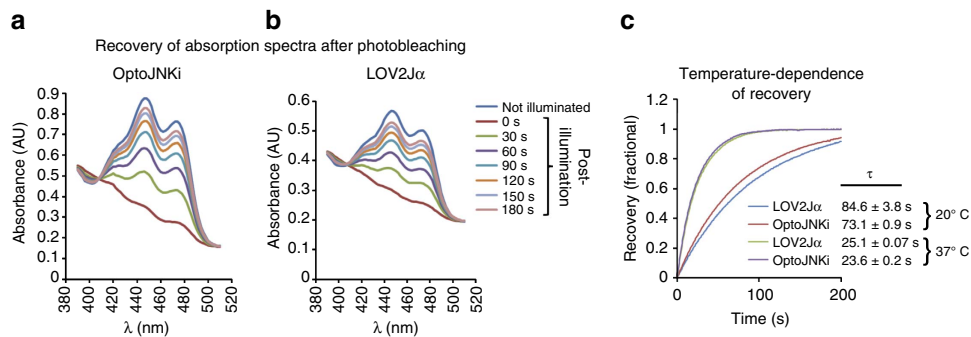 a
b
c
Recovery of absorption spectra after photobleaching
OptoJNKi
Absorbance (AU)
0.9
0.8
0.7
0.6
0.5
0.4
0.3
0.2
0.1
0
380
400
420
440
460
480
500
520
λ (nm)
LOV2Jα
Absorbance (AU)
0.6
0.5
0.4
0.3
0.2
380
400
420
440
460
480
500
520
λ (nm)
Not illuminated
0 s
30 s
60 s
90 s
120 s
150 s
180 s
Post-
illumination
Temperature-dependence
of recovery
Recovery (fractional)
1.2
1
0.8
0.6
0.4
0.2
0
0
100
200
Time (s)
τ
LOV2Jα 84.6 ± 3.8 s
OptoJNKi 73.1 ± 0.9 s
20° C
LOV2Jα 25.1 ± 0.07 s
OptoJNKi 23.6 ± 0.2 s
37° C